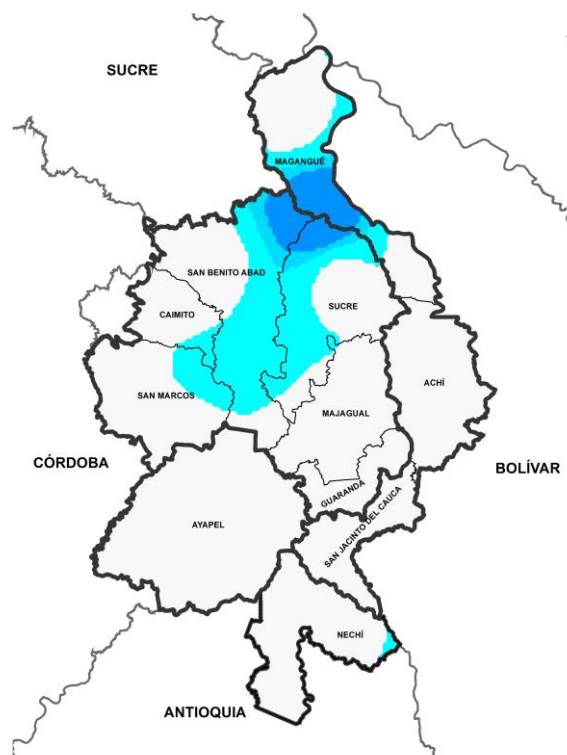 SUCRE
MAGANGUÉ
SAN BENITO ABAD
CAIMITO
SUCRE
SAN MARCOS
MAJAGUAL
ACHÍ
CÓRDOBA
BOLÍVAR
GUARANDA
AYAPEL
SAN JACINTO DEL CAUCA
NECHÍ
ANTIOQUIA